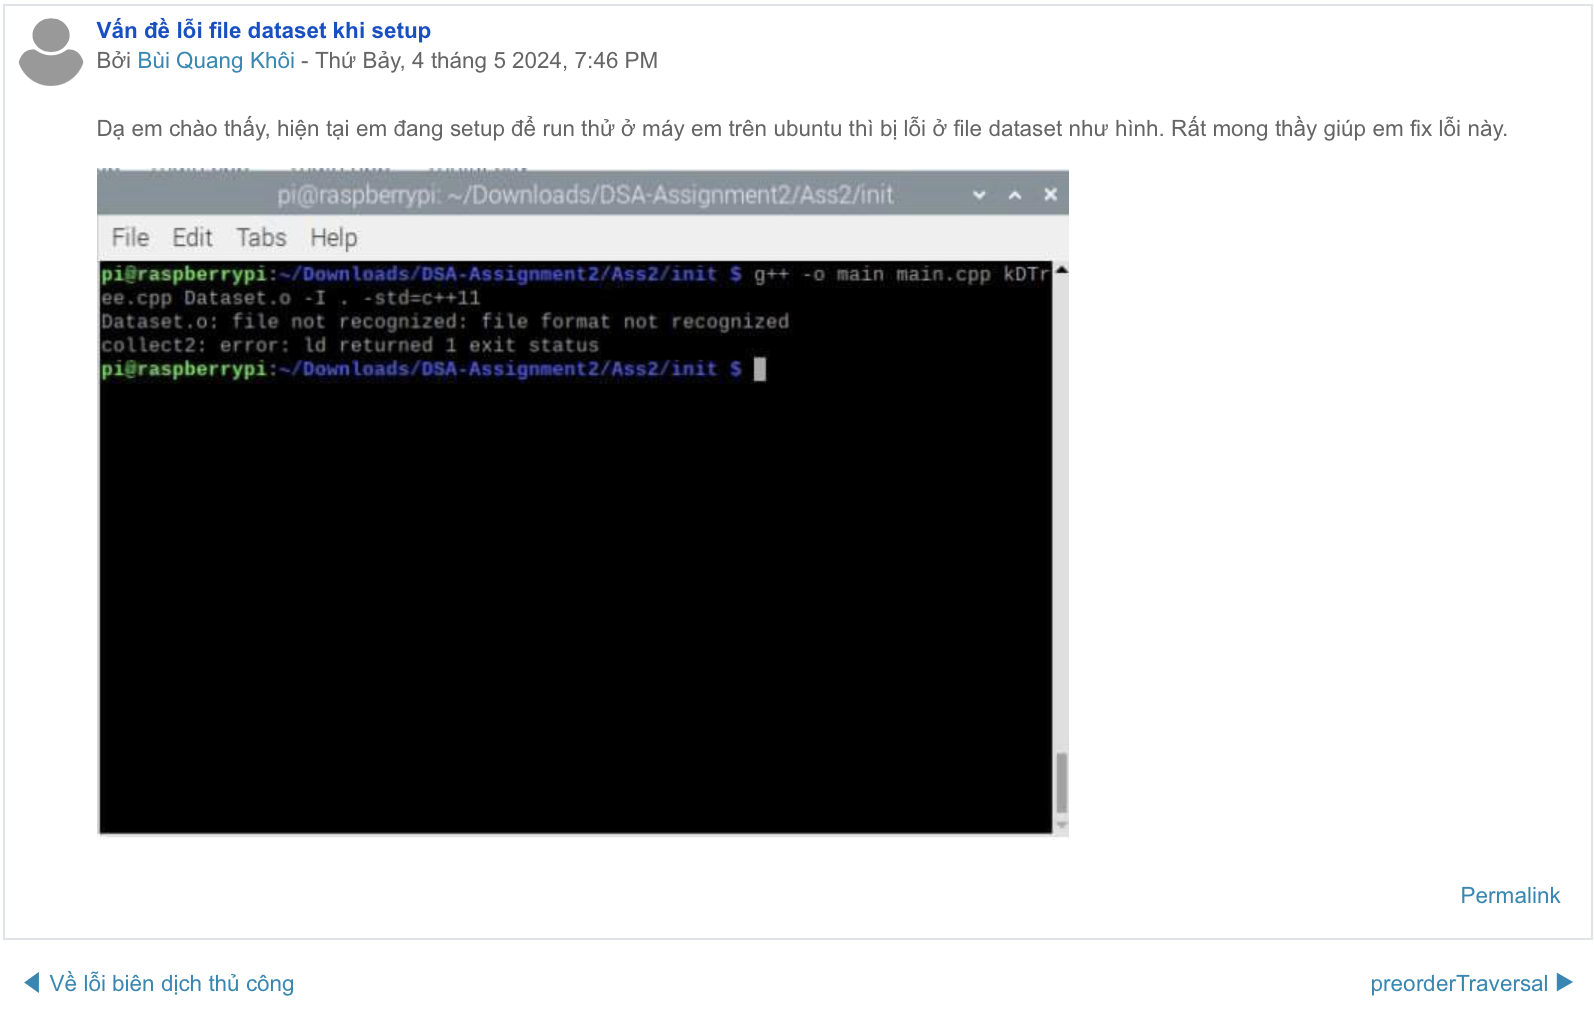 Vấn đề lỗi file dataset khi setup
Bởi Bùi Quang Khôi - Thứ Bảy, 4 tháng 5 2024, 7:46 PM
Dạ em chào thấy, hiện tại em đang setup để run thử ở máy em trên ubuntu thì bị lỗi ở file dataset như hình. Rất mong thầy giúp em fix lỗi này.
pi@raspberrypi: ~/Downloads/DSA-Assignment2/Ass2/init
File Edit Tabs Help
pi@raspberrypi:~/Downloads/DSA-Assignment2/Ass2/init $ g++ -o main main.cpp kDTr
ee.cpp Dataset.o -I . -std=c++11
Dataset.o: file not recognized: file format not recognized
collect2: error: ld returned 1 exit status
pi@raspberrypi:~/Downloads/DSA-Assignment2/Ass2/init $
Permalink
Về lỗi biên dịch thủ công
preorderTraversal